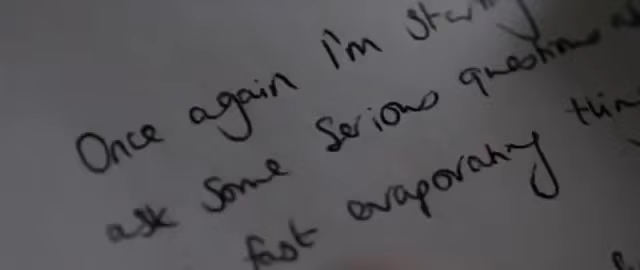 Once again I'm
ask some serious questions
fast evaporating